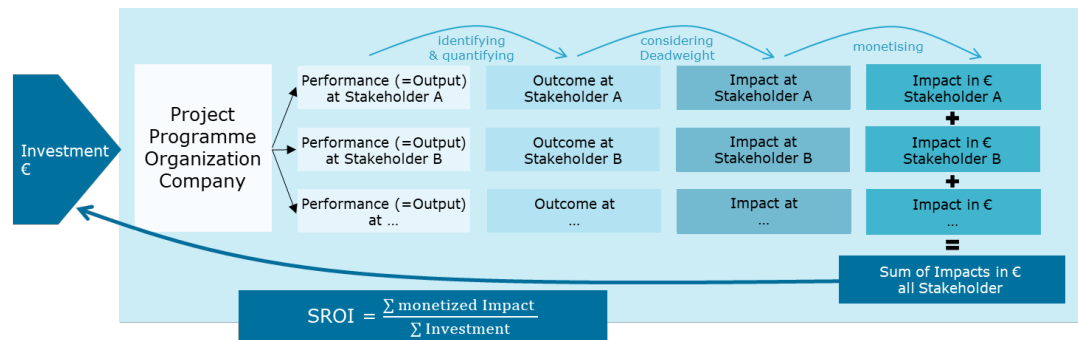 identifying
& quantifying
considering
Deadweight
monetising
Investment
€
Project
Programme
Organization
Company
Performance (=Output)
at Stakeholder A
Outcome at
Stakeholder A
Impact at
Stakeholder A
Impact in €
Stakeholder A
+
Performance (=Output)
at Stakeholder B
Outcome at
Stakeholder B
Impact at
Stakeholder B
Impact in €
Stakeholder B
+
Performance (=Output)
at ...
Outcome at
...
Impact at
...
Impact in €
...
=
Sum of Impacts in €
all Stakeholder
SROI = ∑ monetized Impact / ∑ Investment